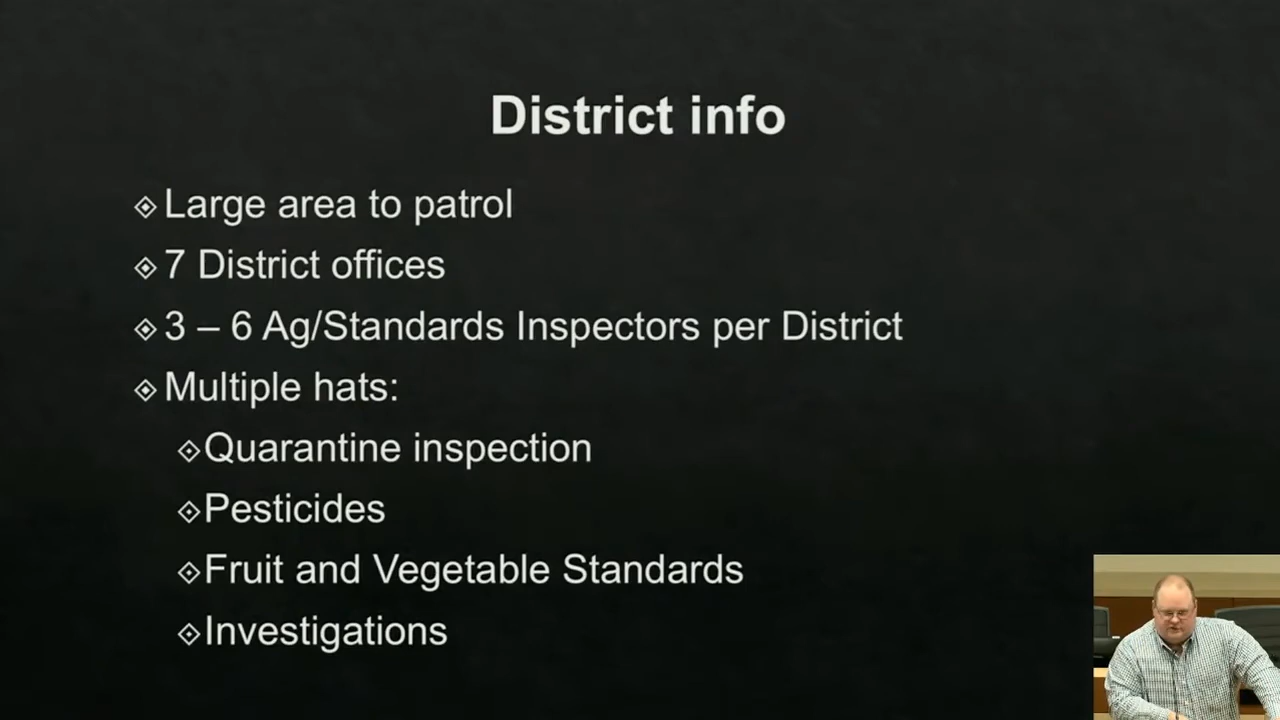 District info
Large area to patrol
7 District offices
3 – 6 Ag/Standards Inspectors per District
Multiple hats:
Quarantine inspection
Pesticides
Fruit and Vegetable Standards
Investigations